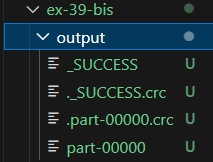 ex-39-bis
output
_SUCCESS U
._SUCCESS.crc U
.part-00000.crc U
part-00000 U